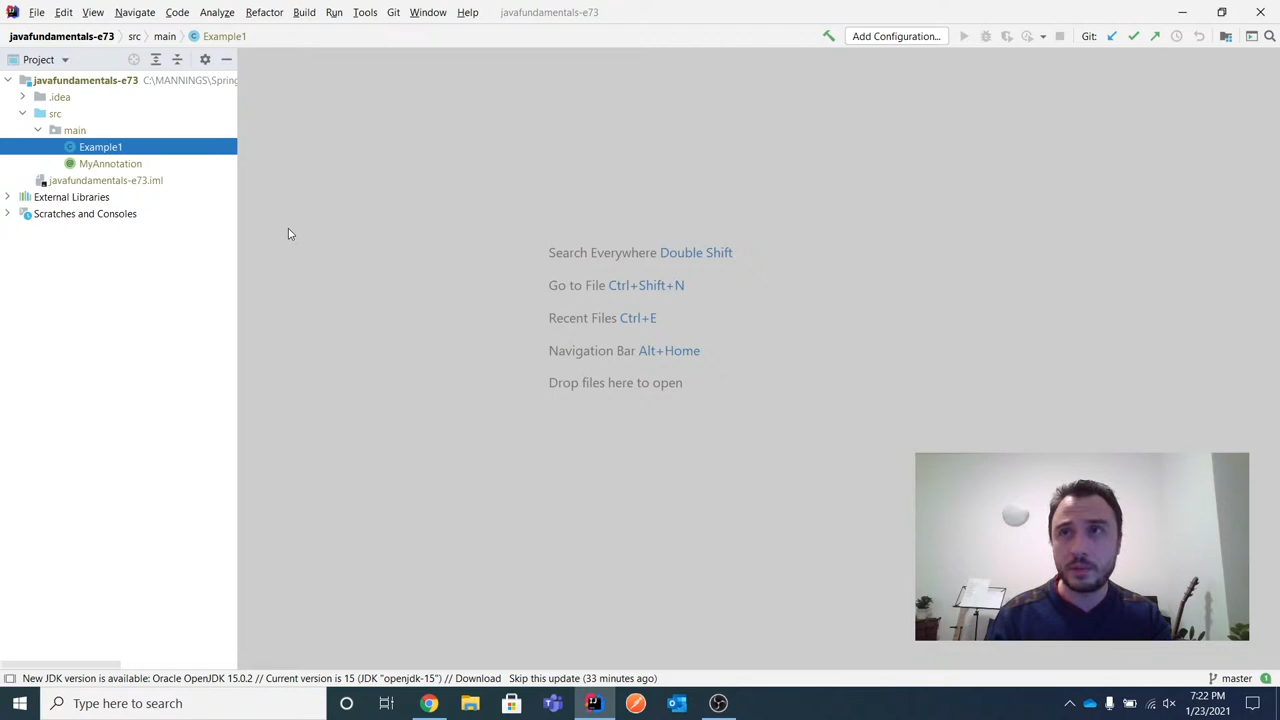 File Edit View Navigate Code Analyze Refactor Build Run Tools Git Window Help javafundamentals-e73
javafundamentals-e73 src main Example1 Add Configuration... Git:
Project
javafundamentals-e73 C:\MANNINGS\Spring
.idea
src
main
Example1
MyAnnotation
javafundamentals-e73.iml
External Libraries
Scratches and Consoles
Search Everywhere Double Shift
Go to File Ctrl+Shift+N
Recent Files Ctrl+E
Navigation Bar Alt+Home
Drop files here to open
New JDK version is available: Oracle OpenJDK 15.0.2 // Current version is 15 (JDK "openjdk-15") // Download Skip this update (33 minutes ago) master
Type here to search
7:22 PM
1/23/2021